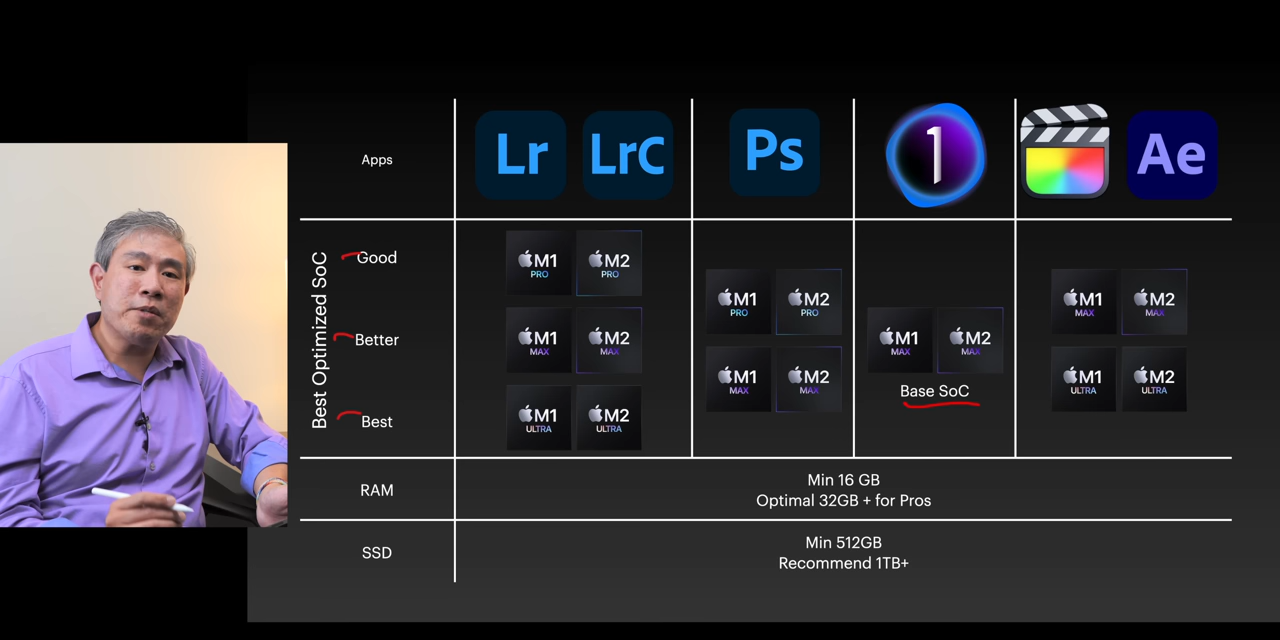 Apps
Lr
LrC
Ps
1
Ae
Best Optimized SoC
Good
Better
Best
M1 PRO
M2 PRO
M1 MAX
M2 MAX
M1 ULTRA
M2 ULTRA
M1 PRO
M2 PRO
M1 MAX
M2 MAX
M1 MAX
M2 MAX
Base SoC
M1 MAX
M2 MAX
M1 ULTRA
M2 ULTRA
RAM
Min 16 GB
Optimal 32GB + for Pros
SSD
Min 512GB
Recommend 1TB+